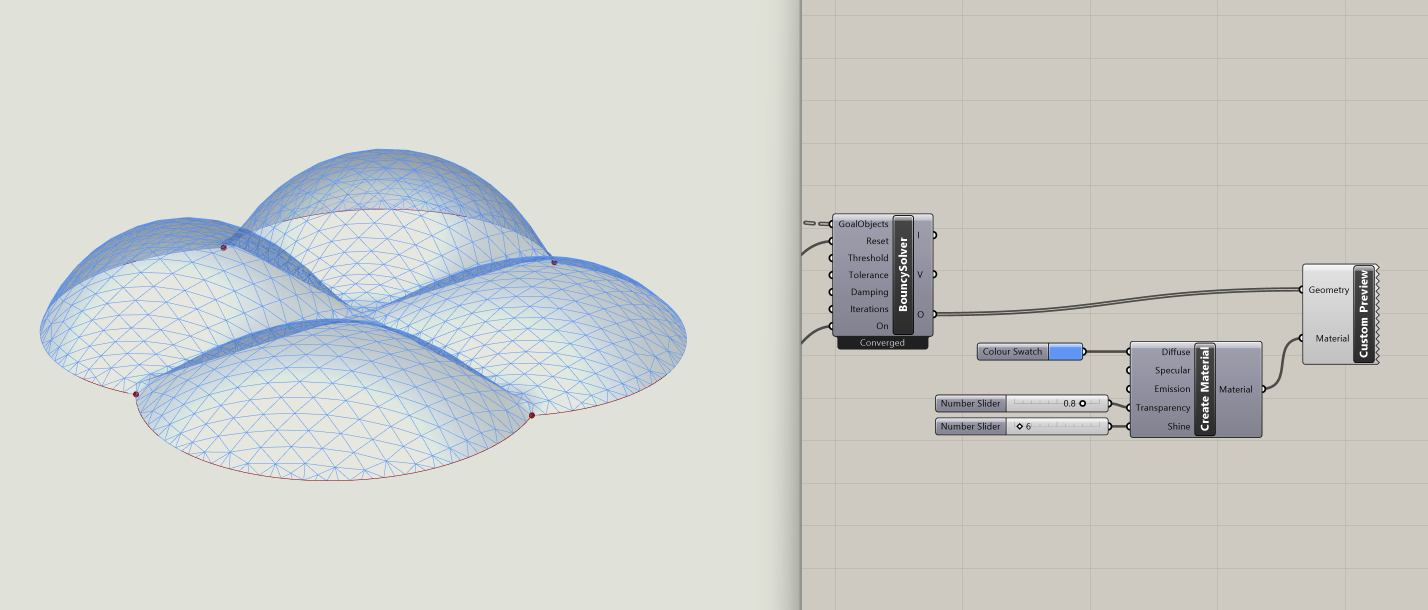 GoalObjects
Reset
Threshold
Tolerance
Damping
Iterations
On
BouncySolver
I
V
O
Converged
Colour Swatch
Number Slider 0.8
Number Slider 6
Diffuse
Specular
Emission
Transparency
Shine
Create Material
Material
Geometry
Material
Custom Preview